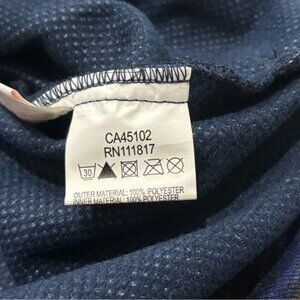 CA45102
RN111817
30
OUTER MATERIAL: 100% POLYESTER
INNER MATERIAL: 100% POLYESTER